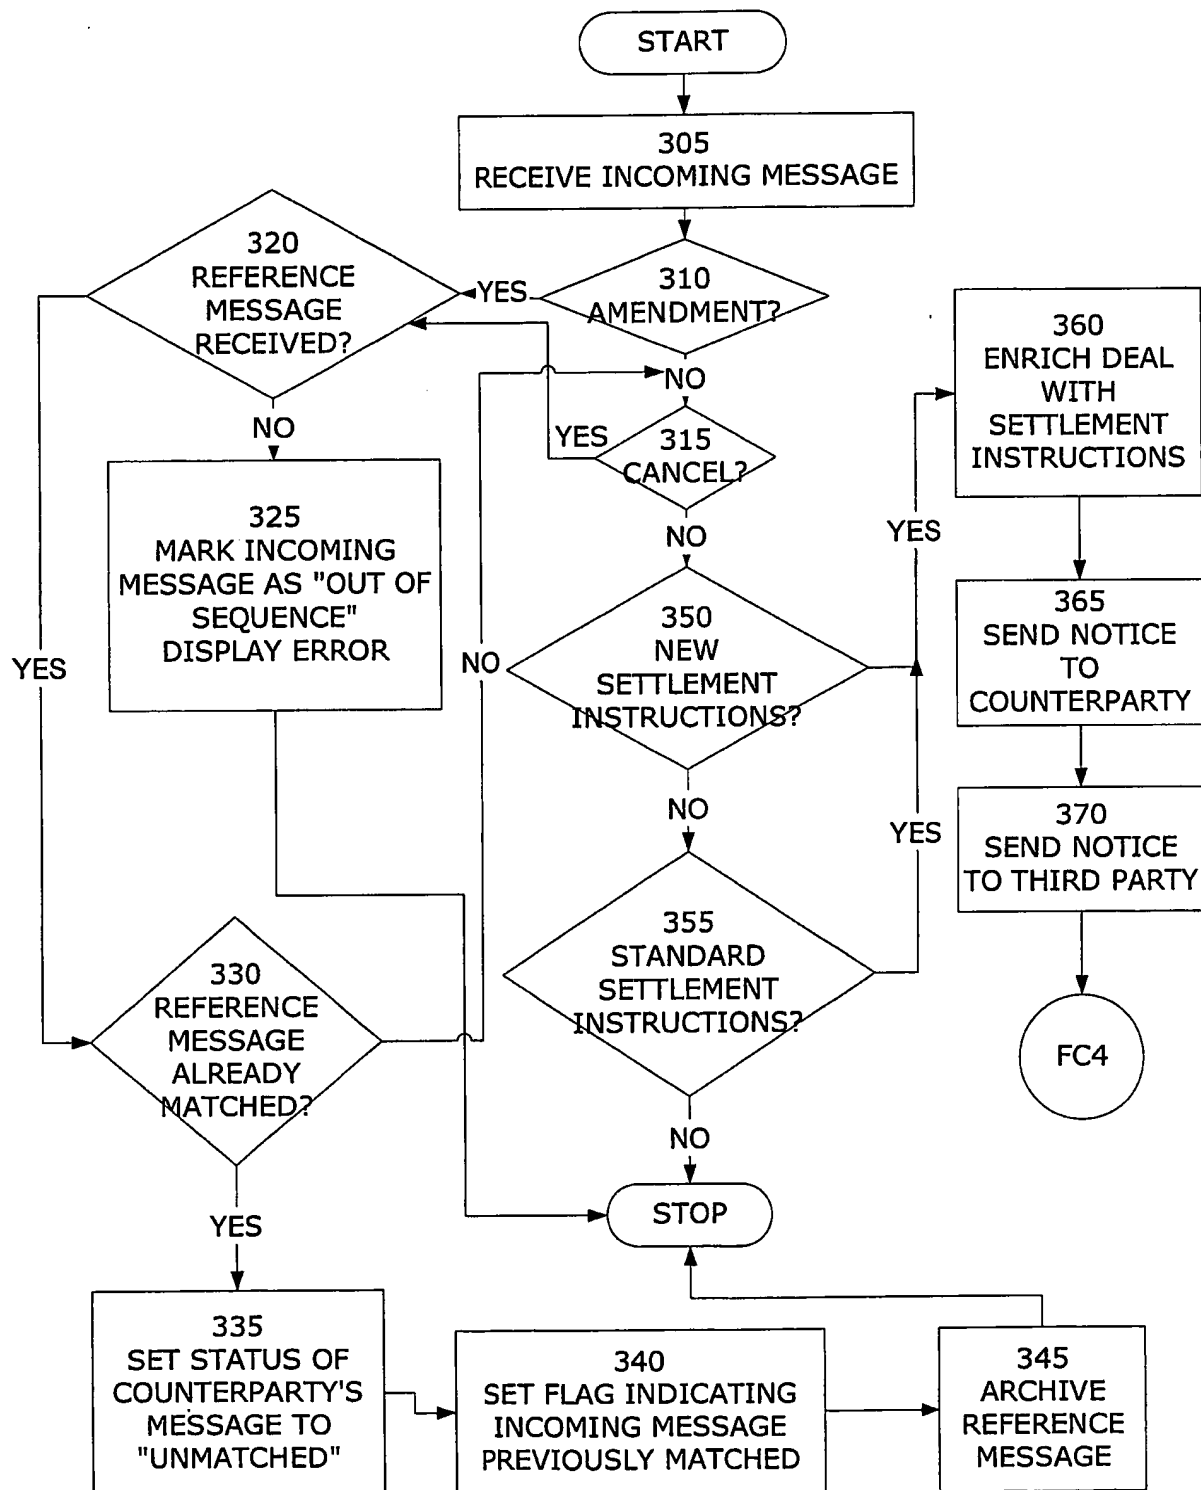 START
305
RECEIVE INCOMING MESSAGE
310
AMENDMENT?
YES
320
REFERENCE
MESSAGE
RECEIVED?
NO
NO
315
CANCEL?
YES
NO
325
MARK INCOMING
MESSAGE AS "OUT OF
SEQUENCE"
DISPLAY ERROR
YES
NO
350
NEW
SETTLEMENT
INSTRUCTIONS?
YES
NO
355
STANDARD
SETTLEMENT
INSTRUCTIONS?
YES
NO
360
ENRICH DEAL
WITH
SETTLEMENT
INSTRUCTIONS
365
SEND NOTICE
TO
COUNTERPARTY
370
SEND NOTICE
TO THIRD PARTY
FC4
330
REFERENCE
MESSAGE
ALREADY
MATCHED?
YES
STOP
335
SET STATUS OF
COUNTERPARTY'S
MESSAGE TO
"UNMATCHED"
340
SET FLAG INDICATING
INCOMING MESSAGE
PREVIOUSLY MATCHED
345
ARCHIVE
REFERENCE
MESSAGE